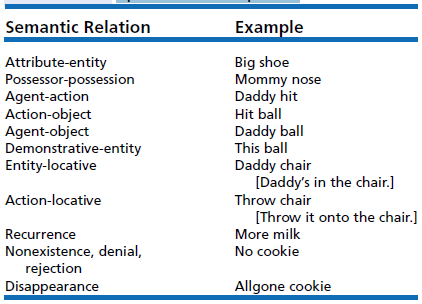 Semantic Relation Example
Attribute-entity Big shoe
Possessor-possession Mommy nose
Agent-action Daddy hit
Action-object Hit ball
Agent-object Daddy ball
Demonstrative-entity This ball
Entity-locative Daddy chair
[Daddy's in the chair.]
Action-locative Throw chair
[Throw it onto the chair.]
Recurrence More milk
Nonexistence, denial, No cookie
rejection
Disappearance Allgone cookie